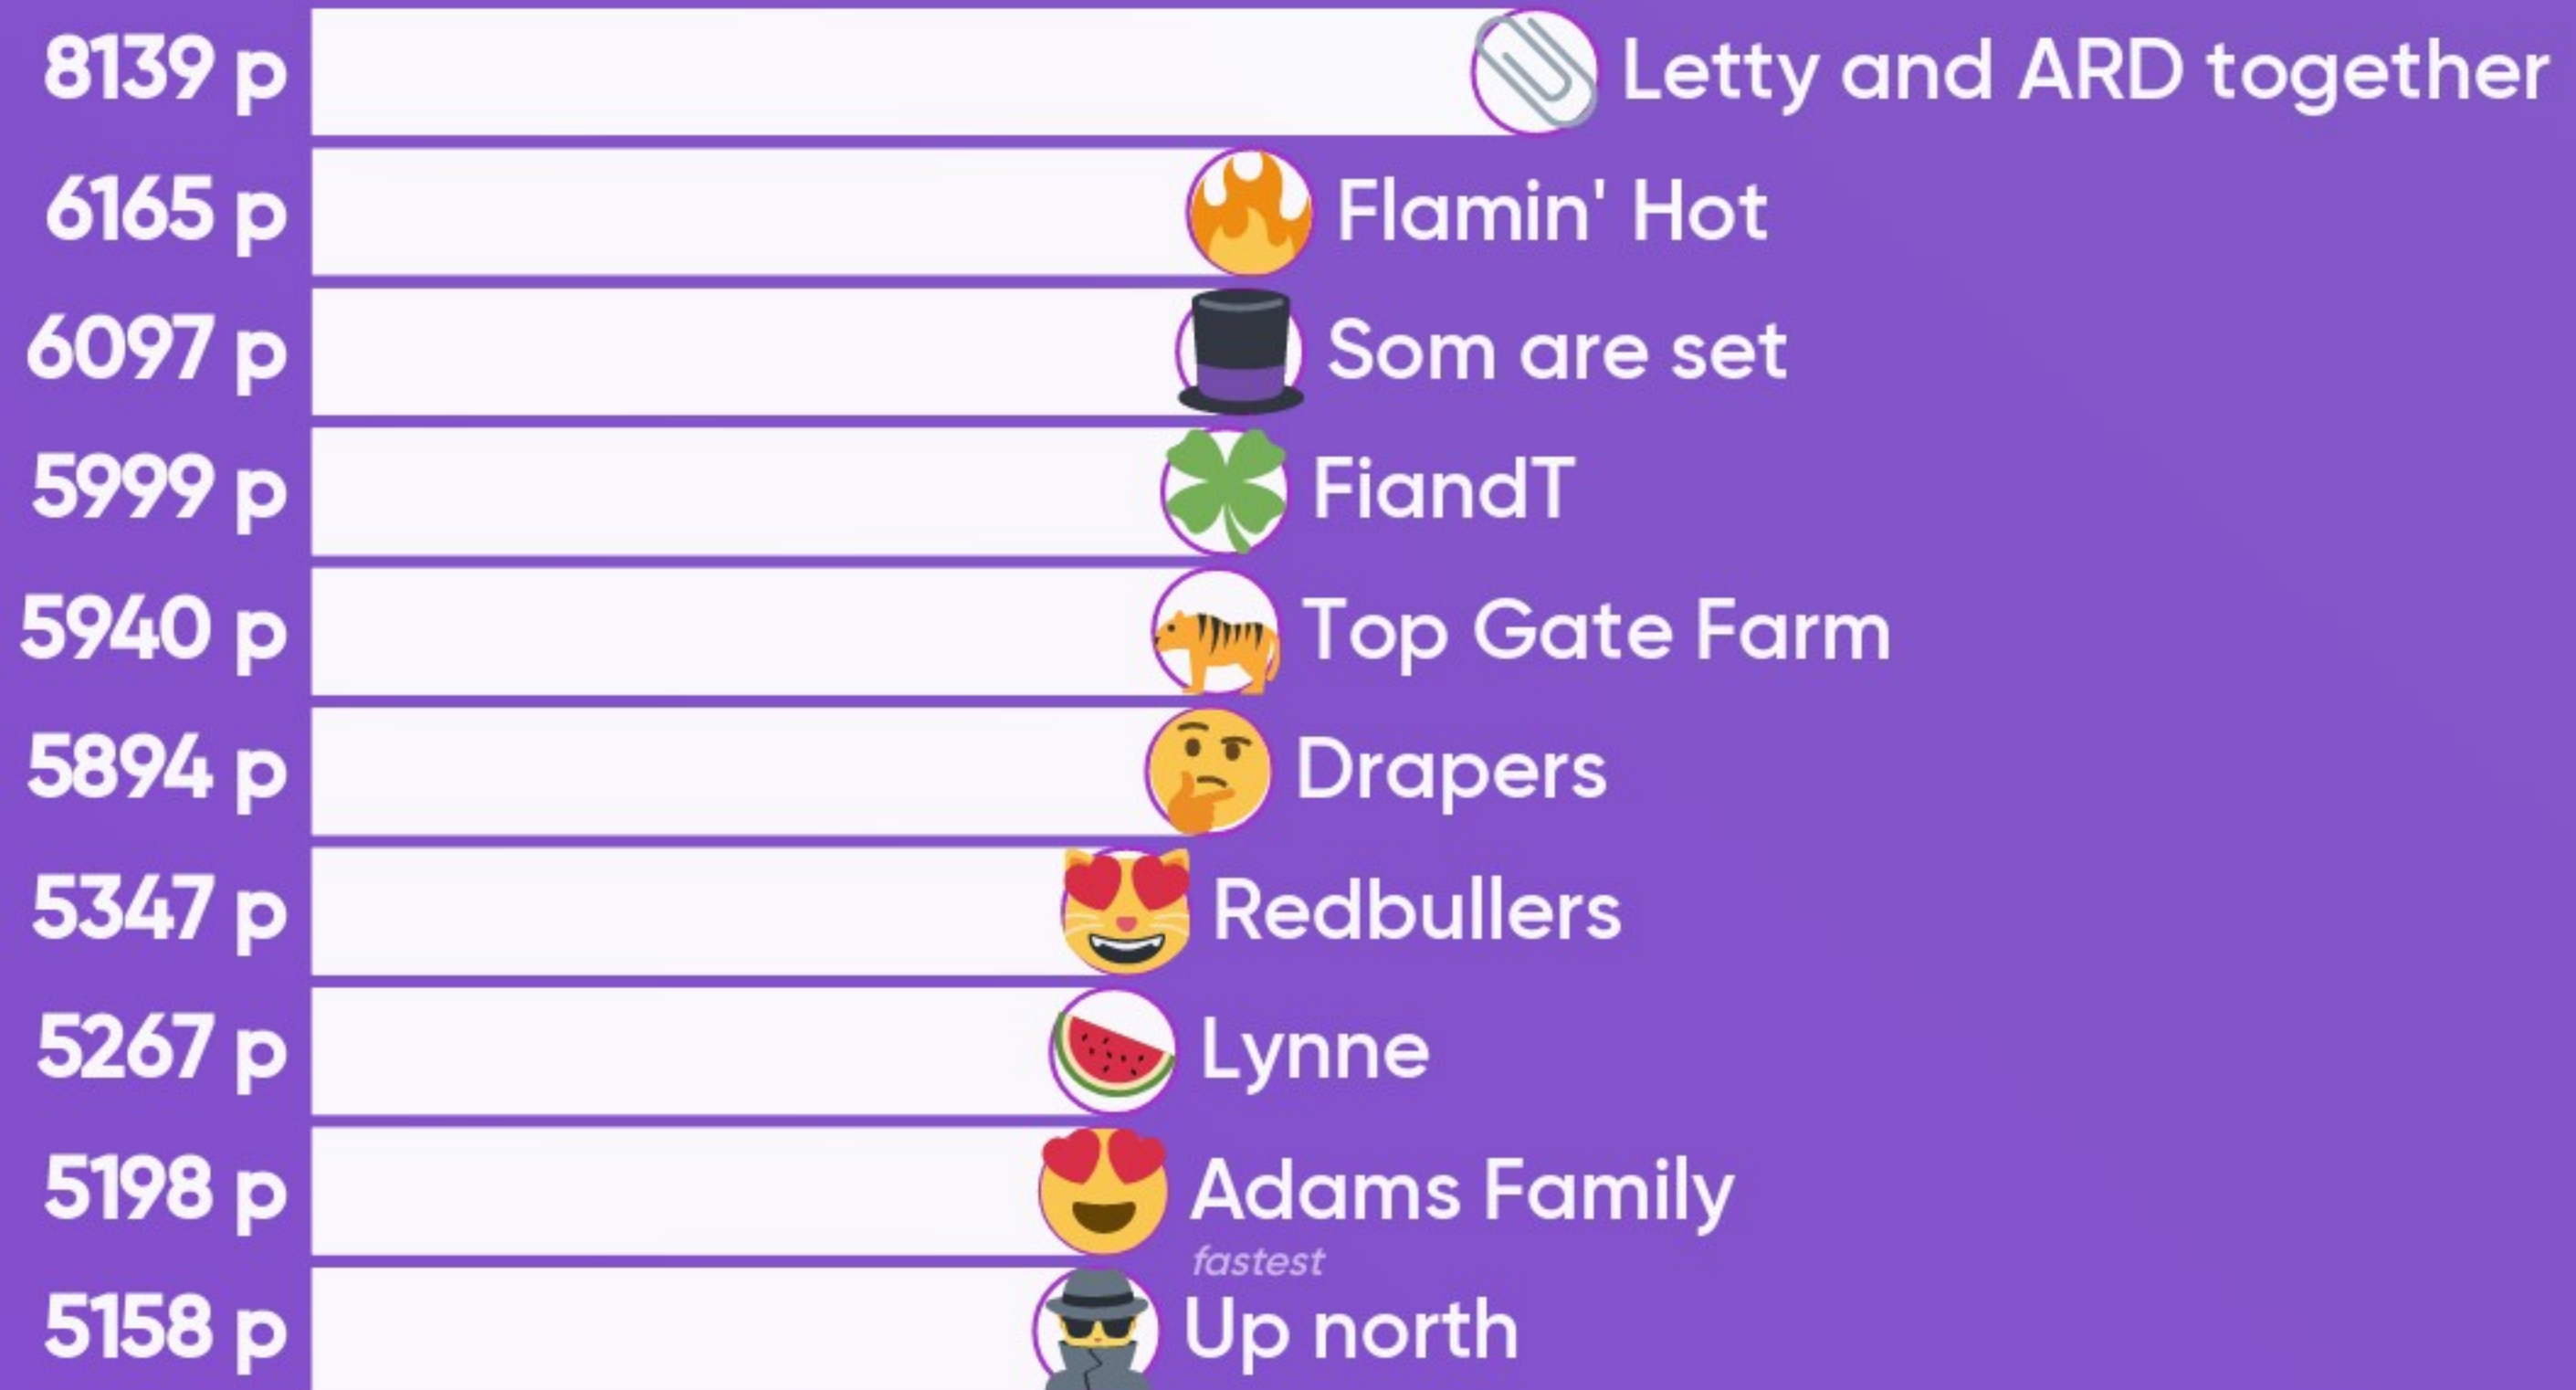 8139 p Letty and ARD together
6165 p Flamin' Hot
6097 p Som are set
5999 p FiandT
5940 p Top Gate Farm
5894 p Drapers
5347 p Redbullers
5267 p Lynne
5198 p Adams Family
fastest
5158 p Up north